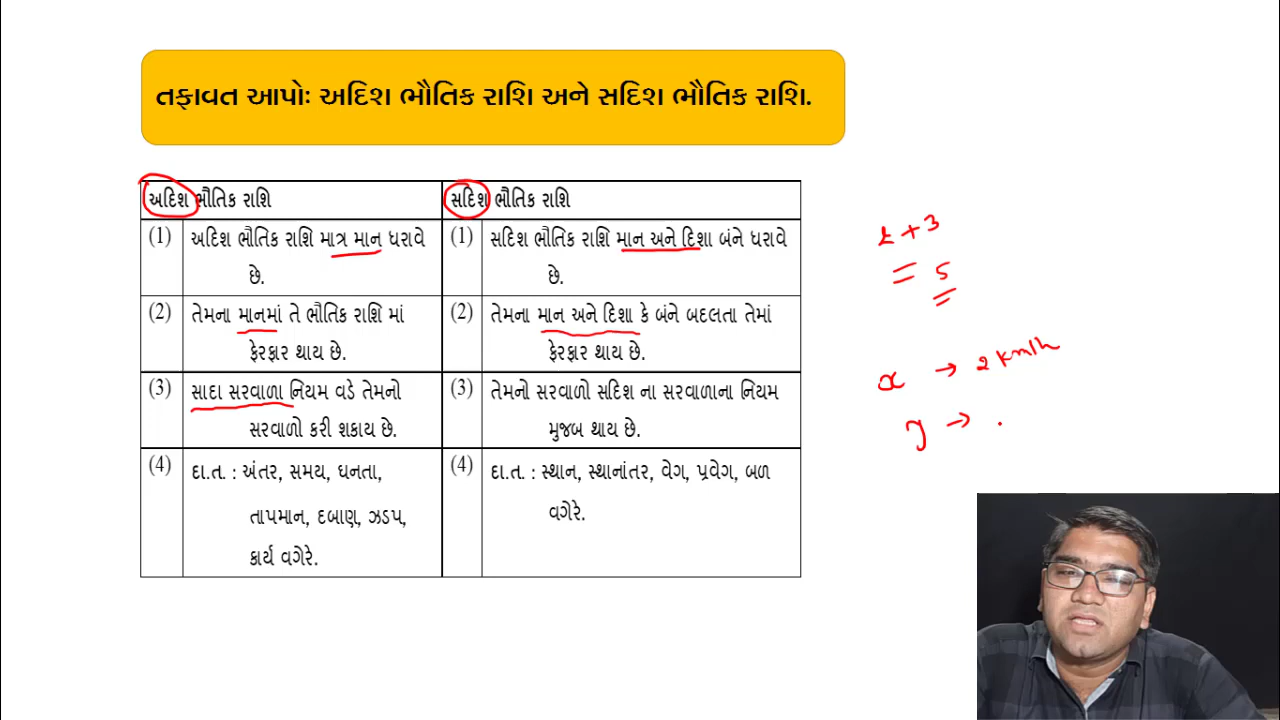 તફાવત આપોઃ અદિશ ભૌતિક રાશિ અને સદિશ ભૌતિક રાશિ.
અદિશ ભૌતિક રાશિ
સદિશ ભૌતિક રાશિ
(1) અદિશ ભૌતિક રાશિ માત્ર માન ધરાવે
છે.
(1) સદિશ ભૌતિક રાશિ માન અને દિશા બંને ધરાવે
છે.
(2) તેમના માનમાં તે ભૌતિક રાશિ માં
ફેરફાર થાય છે.
(2) તેમના માન અને દિશા કે બંને બદલતા તેમાં
ફેરફાર થાય છે.
(3) સાદા સરવાળા નિયમ વડે તેમનો
સરવાળો કરી શકાય છે.
(3) તેમનો સરવાળો સદિશ ના સરવાળાના નિયમ
મુજબ થાય છે.
(4) દા.ત. : અંતર, સમય, ઘનતા,
તાપમાન, દબાણ, ઝડપ,
કાર્ય વગેરે.
(4) દા.ત. : સ્થાન, સ્થાનાંતર, વેગ, પ્રવેગ, બળ
વગેરે.
2 + 3
= 5
x → 2 km/h
y →